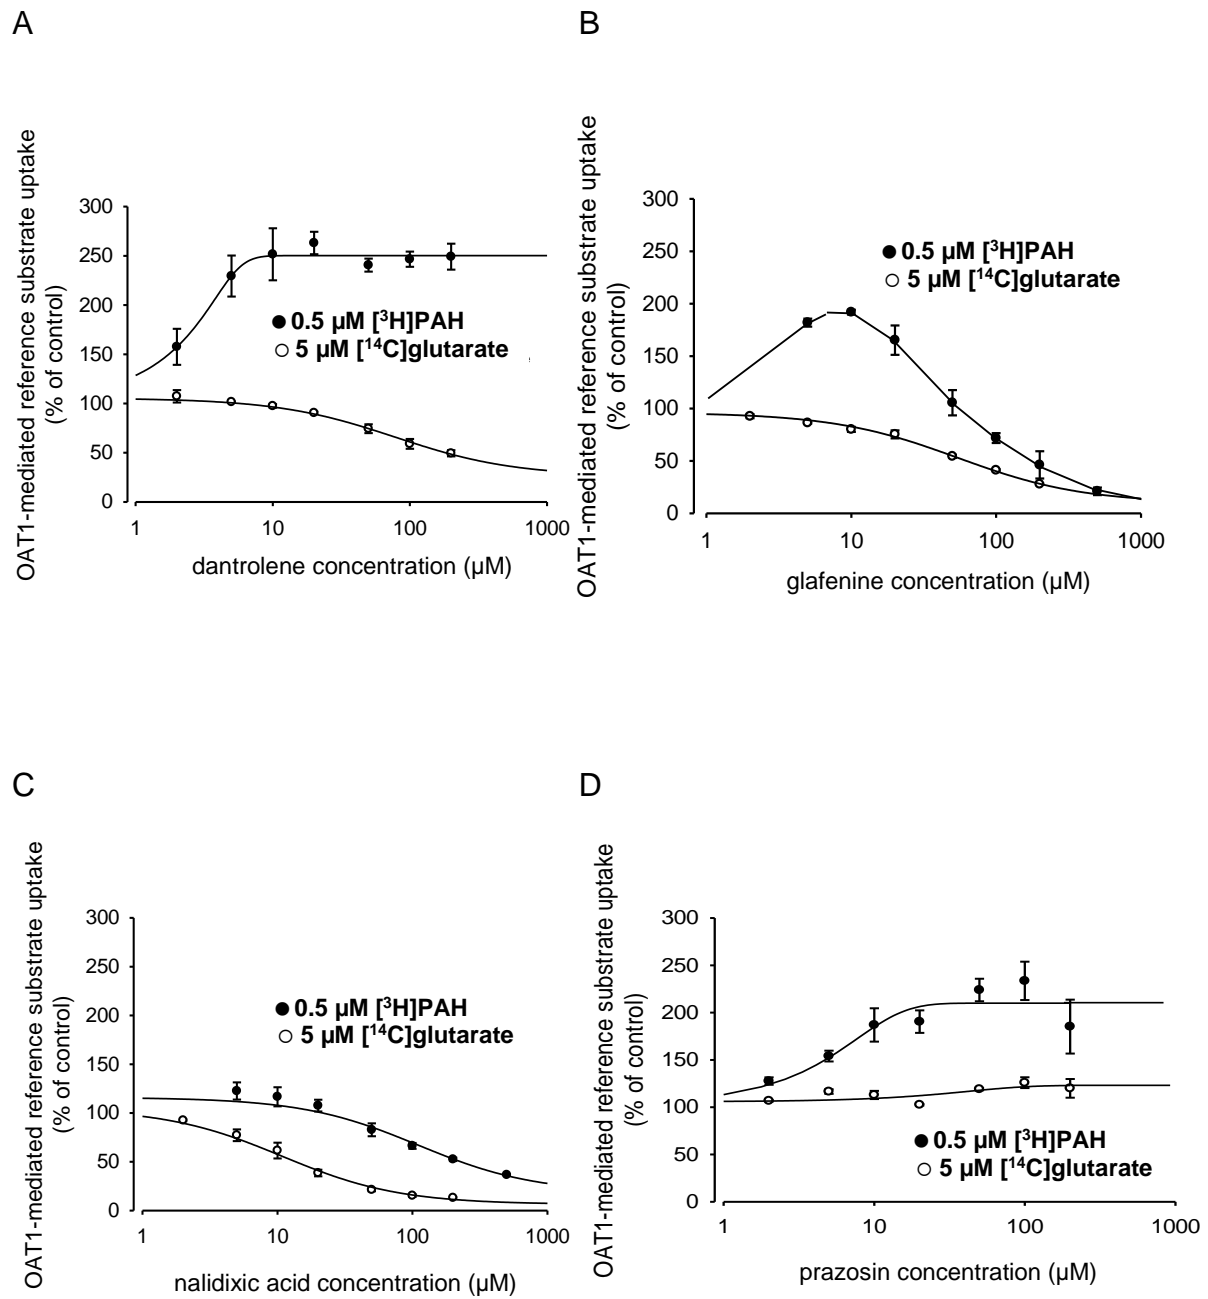 A
OAT1-mediated reference substrate uptake
(% of control)
300
250
200
150
100
50
0
1
10
100
1000
0.5 µM [³H]PAH
5 µM [¹⁴C]glutarate
,
dantrolene concentration (µM)
B
OAT1-mediated reference substrate uptake
(% of control)
300
250
200
150
100
50
0
1
10
100
1000
0.5 µM [³H]PAH
5 µM [¹⁴C]glutarate
glafenine concentration (µM)
C
OAT1-mediated reference substrate uptake
(% of control)
300
250
200
150
100
50
0
1
10
100
1000
0.5 µM [³H]PAH
5 µM [¹⁴C]glutarate
nalidixic acid concentration (µM)
D
OAT1-mediated reference substrate uptake
(% of control)
300
250
200
150
100
50
0
1
10
100
1000
0.5 µM [³H]PAH
5 µM [¹⁴C]glutarate
prazosin concentration (µM)